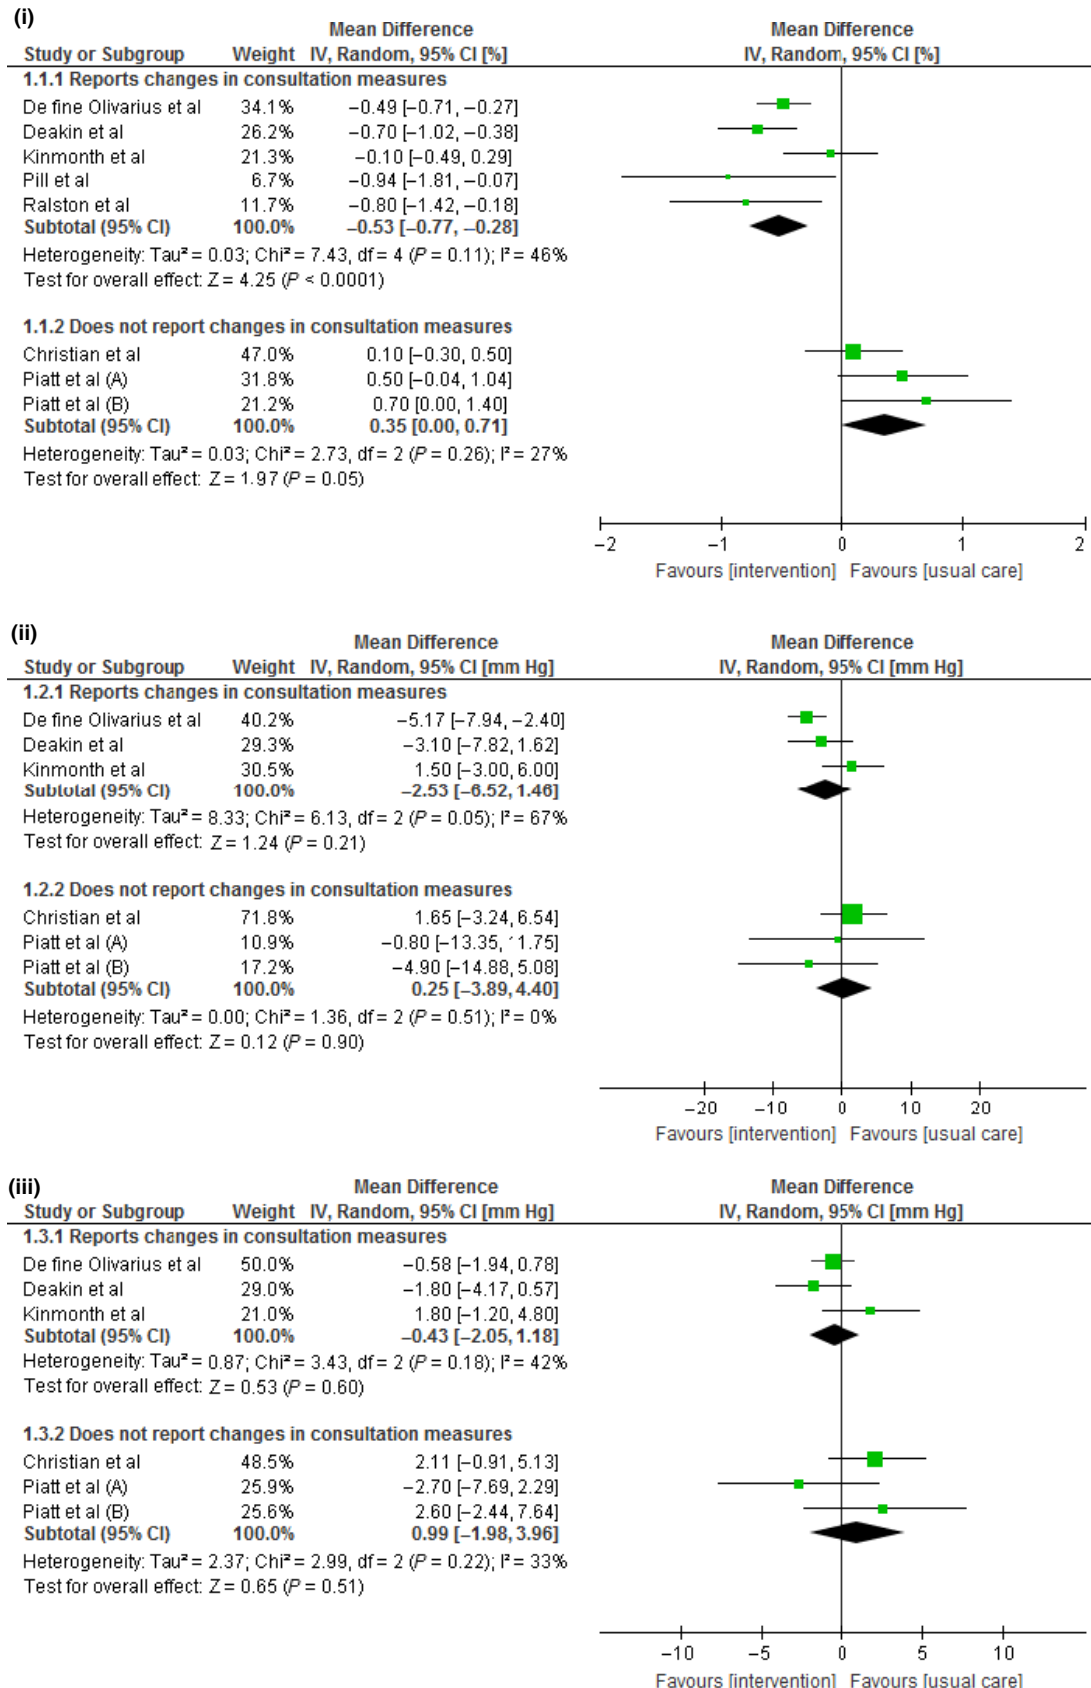 (i)
Mean Difference Mean Difference
Study or Subgroup Weight IV, Random, 95% CI [%] IV, Random, 95% CI [%]
1.1.1 Reports changes in consultation measures
De fine Olivarius et al 34.1% −0.49 [−0.71, −0.27]
Deakin et al 26.2% −0.70 [−1.02, −0.38]
Kinmonth et al 21.3% −0.10 [−0.49, 0.29]
Pill et al 6.7% −0.94 [−1.81, −0.07]
Ralston et al 11.7% −0.80 [−1.42, −0.18]
Subtotal (95% CI) 100.0% −0.53 [−0.77, −0.28]
Heterogeneity: Tau² = 0.03; Chi² = 7.43, df = 4 (P = 0.11); I² = 46%
Test for overall effect: Z = 4.25 (P < 0.0001)
1.1.2 Does not report changes in consultation measures
Christian et al 47.0% 0.10 [−0.30, 0.50]
Piatt et al (A) 31.8% 0.50 [−0.04, 1.04]
Piatt et al (B) 21.2% 0.70 [0.00, 1.40]
Subtotal (95% CI) 100.0% 0.35 [0.00, 0.71]
Heterogeneity: Tau² = 0.03; Chi² = 2.73, df = 2 (P = 0.26); I² = 27%
Test for overall effect: Z = 1.97 (P = 0.05)
−2 −1 0 1 2
Favours [intervention] Favours [usual care]
(ii)
Mean Difference Mean Difference
Study or Subgroup Weight IV, Random, 95% CI [mm Hg] IV, Random, 95% CI [mm Hg]
1.2.1 Reports changes in consultation measures
De fine Olivarius et al 40.2% −5.17 [−7.94, −2.40]
Deakin et al 29.3% −3.10 [−7.82, 1.62]
Kinmonth et al 30.5% 1.50 [−3.00, 6.00]
Subtotal (95% CI) 100.0% −2.53 [−6.52, 1.46]
Heterogeneity: Tau² = 8.33; Chi² = 6.13, df = 2 (P = 0.05); I² = 67%
Test for overall effect: Z = 1.24 (P = 0.21)
1.2.2 Does not report changes in consultation measures
Christian et al 71.8% 1.65 [−3.24, 6.54]
Piatt et al (A) 10.9% −0.80 [−13.35, 11.75]
Piatt et al (B) 17.2% −4.90 [−14.88, 5.08]
Subtotal (95% CI) 100.0% 0.25 [−3.89, 4.40]
Heterogeneity: Tau² = 0.00; Chi² = 1.36, df = 2 (P = 0.51); I² = 0%
Test for overall effect: Z = 0.12 (P = 0.90)
−20 −10 0 10 20
Favours [intervention] Favours [usual care]
(iii)
Mean Difference Mean Difference
Study or Subgroup Weight IV, Random, 95% CI [mm Hg] IV, Random, 95% CI [mm Hg]
1.3.1 Reports changes in consultation measures
De fine Olivarius et al 50.0% −0.58 [−1.94, 0.78]
Deakin et al 29.0% −1.80 [−4.17, 0.57]
Kinmonth et al 21.0% 1.80 [−1.20, 4.80]
Subtotal (95% CI) 100.0% −0.43 [−2.05, 1.18]
Heterogeneity: Tau² = 0.87; Chi² = 3.43, df = 2 (P = 0.18); I² = 42%
Test for overall effect: Z = 0.53 (P = 0.60)
1.3.2 Does not report changes in consultation measures
Christian et al 48.5% 2.11 [−0.91, 5.13]
Piatt et al (A) 25.9% −2.70 [−7.69, 2.29]
Piatt et al (B) 25.6% 2.60 [−2.44, 7.64]
Subtotal (95% CI) 100.0% 0.99 [−1.98, 3.96]
Heterogeneity: Tau² = 2.37; Chi² = 2.99, df = 2 (P = 0.22); I² = 33%
Test for overall effect: Z = 0.65 (P = 0.51)
−10 −5 0 5 10
Favours [intervention] Favours [usual care]